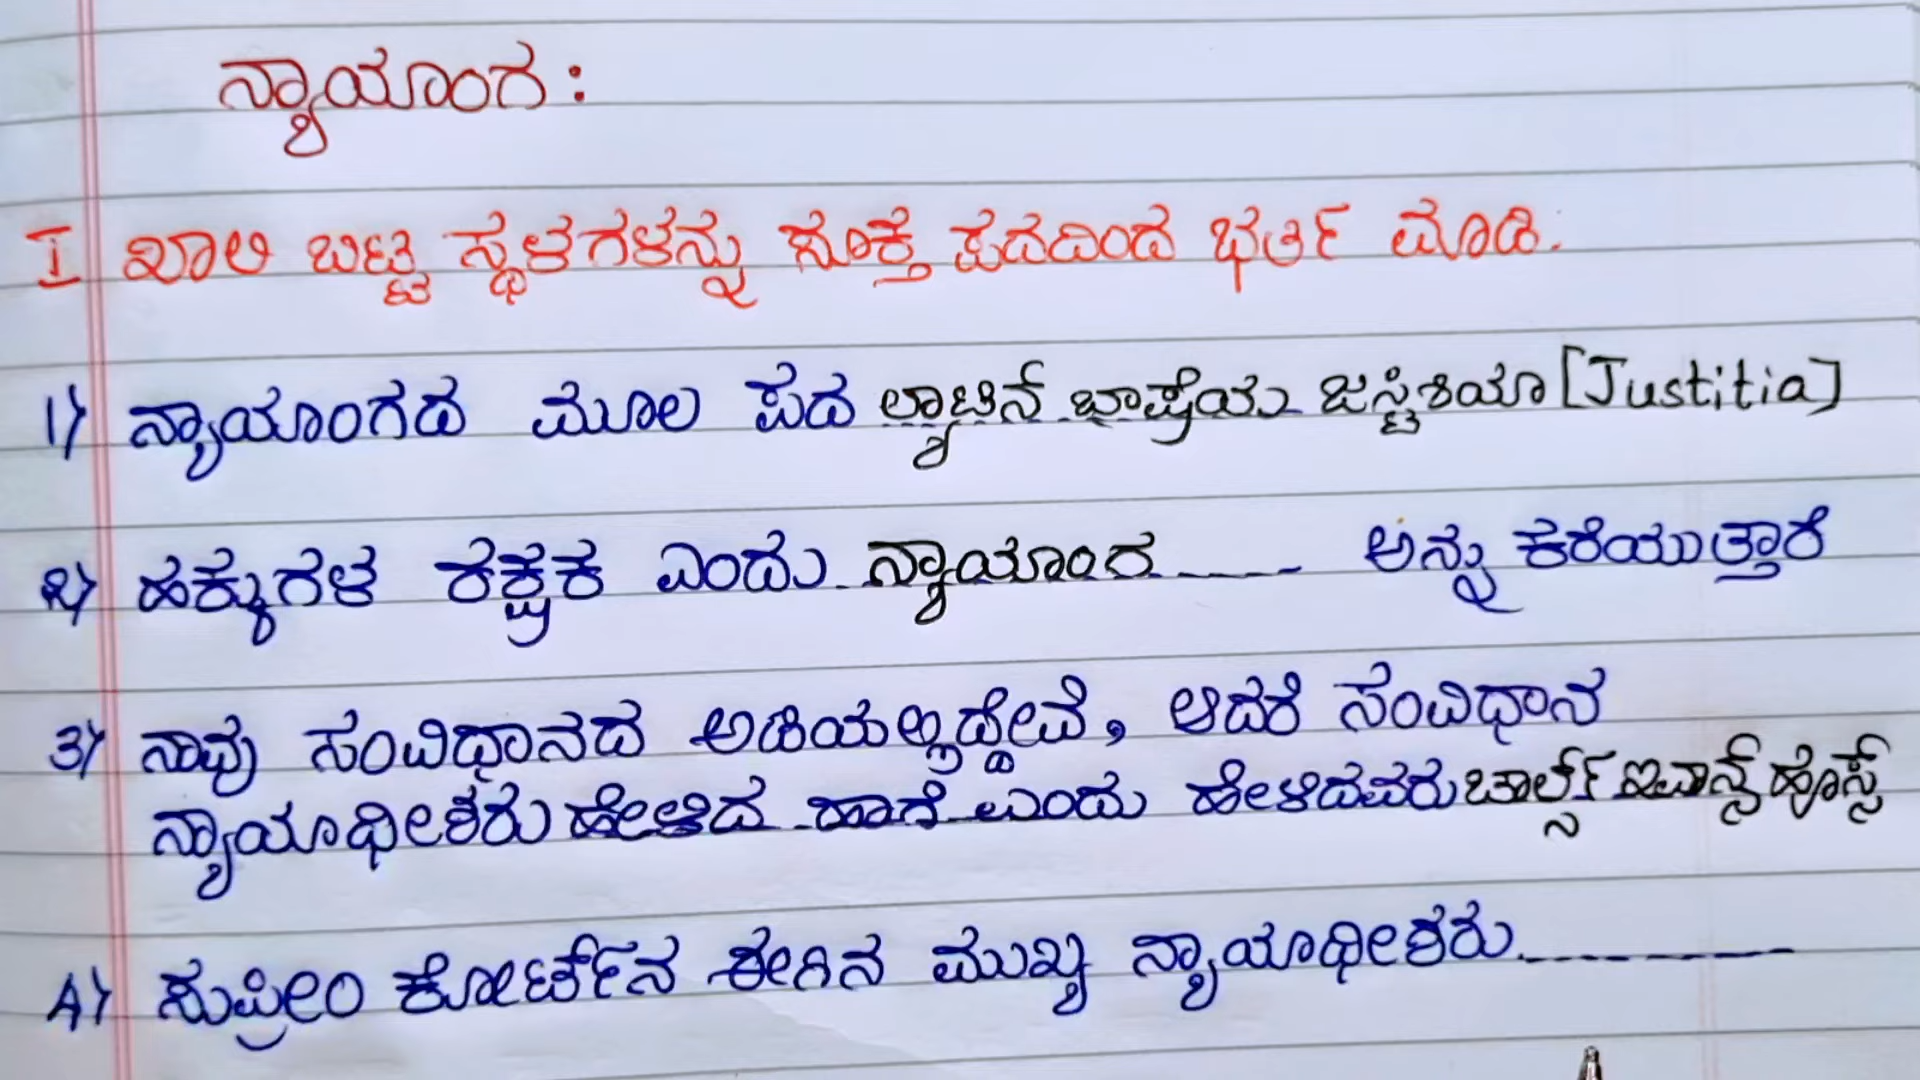 ನ್ಯಾಯಾಂಗ :
I ಖಾಲಿ ಬಿಟ್ಟ ಸ್ಥಳಗಳನ್ನು ಸೂಕ್ತ ಪದದಿಂದ ಭರ್ತಿ ಮಾಡಿ.
1) ನ್ಯಾಯಾಂಗದ ಮೂಲ ಪದ ಲ್ಯಾಟಿನ್ ಭಾಷೆಯ ಜಸ್ಟಿಶಿಯಾ [Justitia]
೨) ಹಕ್ಕುಗಳ ರಕ್ಷಕ ಎಂದು ನ್ಯಾಯಾಂಗ ---- ಅನ್ನು ಕರೆಯುತ್ತಾರೆ
3) ನಾವು ಸಂವಿಧಾನದ ಅಡಿಯಲ್ಲಿದ್ದೇವೆ, ಆದರೆ ಸಂವಿಧಾನ
ನ್ಯಾಯಾಧೀಶರು ಹೇಳಿದ ಹಾಗೆ ಎಂದು ಹೇಳಿದವರು ಚಾರ್ಲ್ಸ್ ಇವಾನ್ಸ್ ಹ್ಯೊಸ್ಸ್
4) ಸುಪ್ರೀಂ ಕೋರ್ಟ್‌ನ ಈಗಿನ ಮುಖ್ಯ ನ್ಯಾಯಾಧೀಶರು ---------